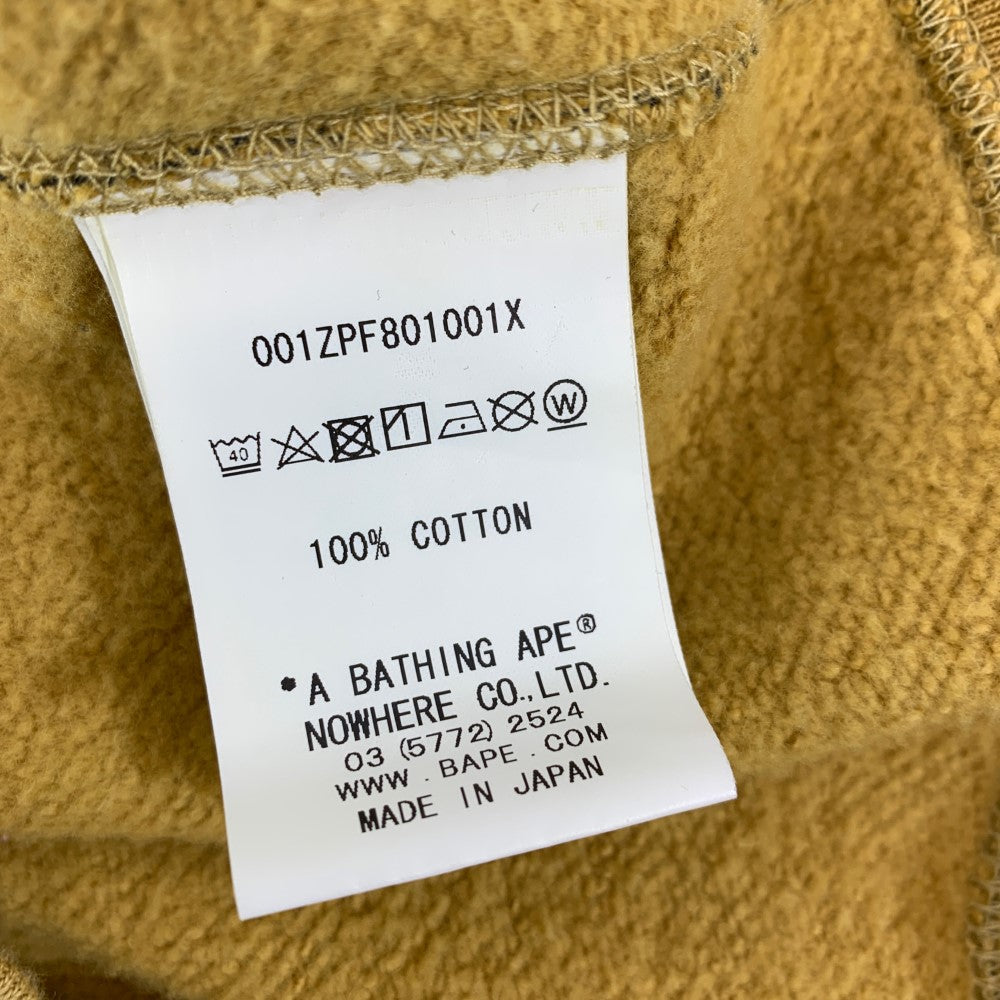 001ZPF801001X
40 W
100% COTTON
*A BATHING APE®
NOWHERE CO.,LTD.
03 (5772) 2524
WWW . BAPE . COM
MADE IN JAPAN